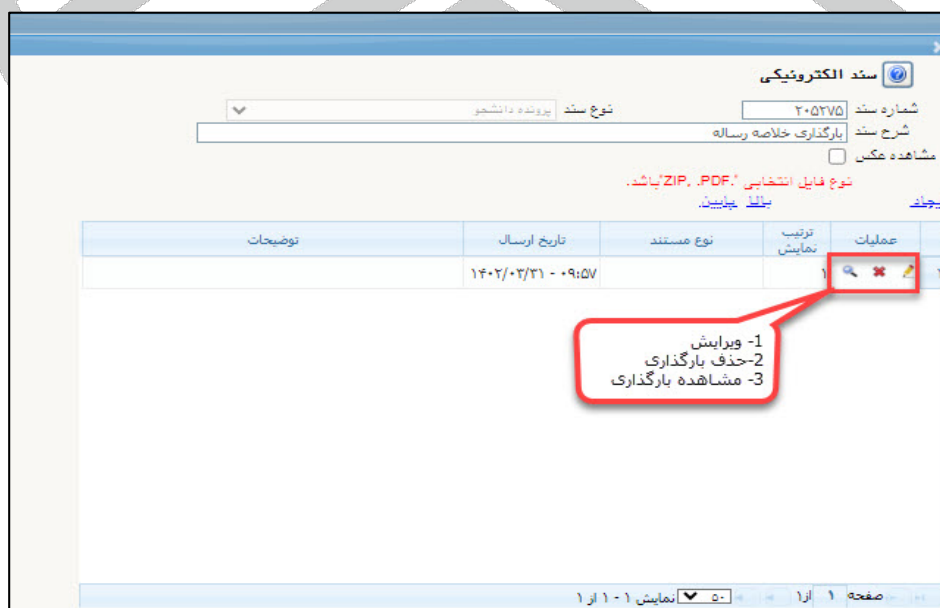 سند الکترونیکی
شماره سند ۲۰۵۲۷۵ نوع سند پرونده دانشجو
شرح سند بارگذاری خلاصه رساله
مشاهده عکس
نوع فایل انتخابی "ZIP, .PDF."باشد.
بالا پایین
عملیات ترتیب نمایش نوع مستند تاریخ ارسال توضیحات
۱ ۱ ۱۴۰۲/۰۳/۳۱ - ۰۹:۵۷
1- ویرایش
2-حذف بارگذاری
3- مشاهده بارگذاری
صفحه ۱ از۱ ۵۰ نمایش ۱ - ۱ از ۱